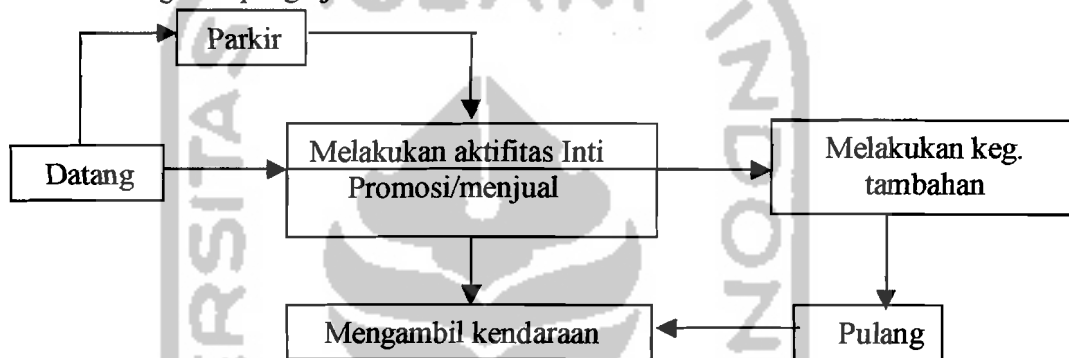 Parkir
Datang
Melakukan aktifitas Inti
Promosi/menjual
Melakukan keg.
tambahan
Mengambil kendaraan
Pulang